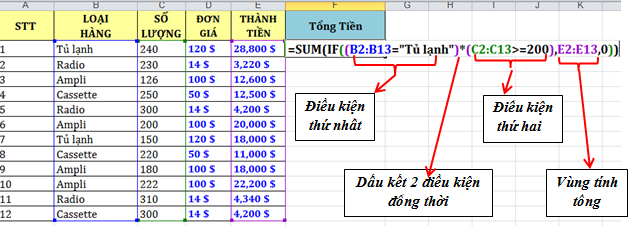 A B C D E F G H I J K
STT LOẠI HÀNG SỐ LƯỢNG ĐƠN GIÁ THÀNH TIỀN Tổng Tiền
1 Tủ lạnh 240 120 $ 28,800 $ =SUM(IF((B2:B13="Tủ lạnh")*(C2:C13>=200),E2:E13,0))
2 Radio 230 14 $ 3,220 $
3 Ampli 126 100 $ 12,600 $
4 Cassette 250 50 $ 12,500 $
5 Radio 300 14 $ 4,200 $
6 Ampli 200 100 $ 20,000 $
7 Tủ lạnh 150 120 $ 18,000 $
8 Cassette 220 50 $ 11,000 $
9 Ampli 180 100 $ 18,000 $
10 Ampli 222 100 $ 22,200 $
11 Radio 310 14 $ 4,340 $
12 Cassette 300 14 $ 4,200 $
Điều kiện
thứ nhất
Điều kiện
thứ hai
Dấu kết 2 điều kiện
đồng thời
Vùng tính
tông